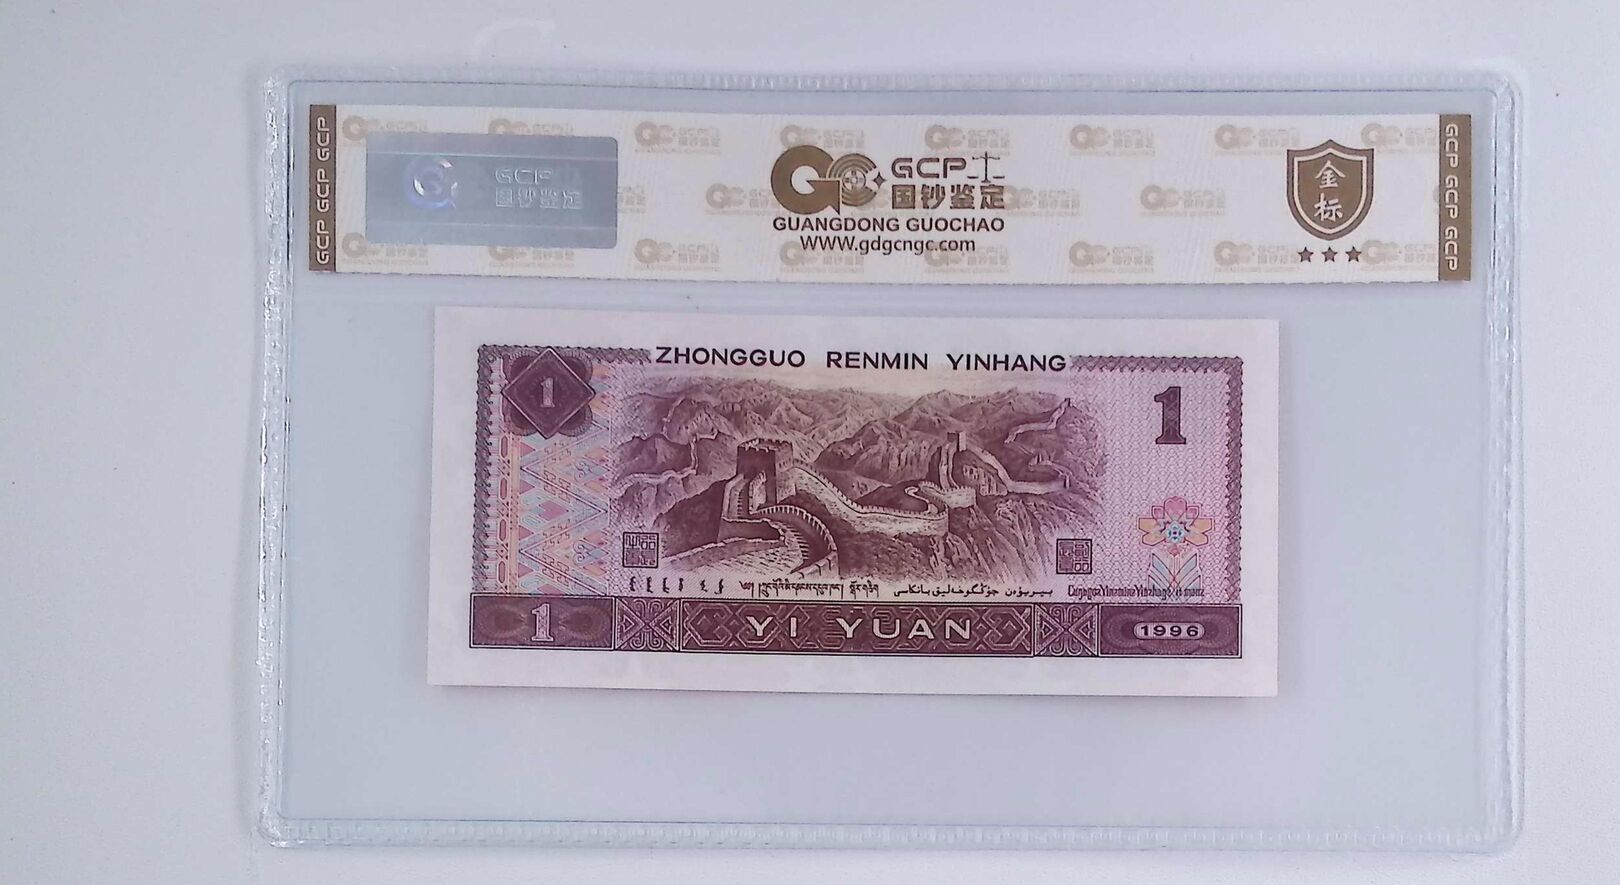 GCP GCP GCP
GCP
国钞鉴定
GCP
国钞鉴定
GUANGDONG GUOCHAO
WWW.gdgcngc.com
金标
GCP GCP GCP
ZHONGGUO RENMIN YINHANG
1
1
1
YI YUAN
1996